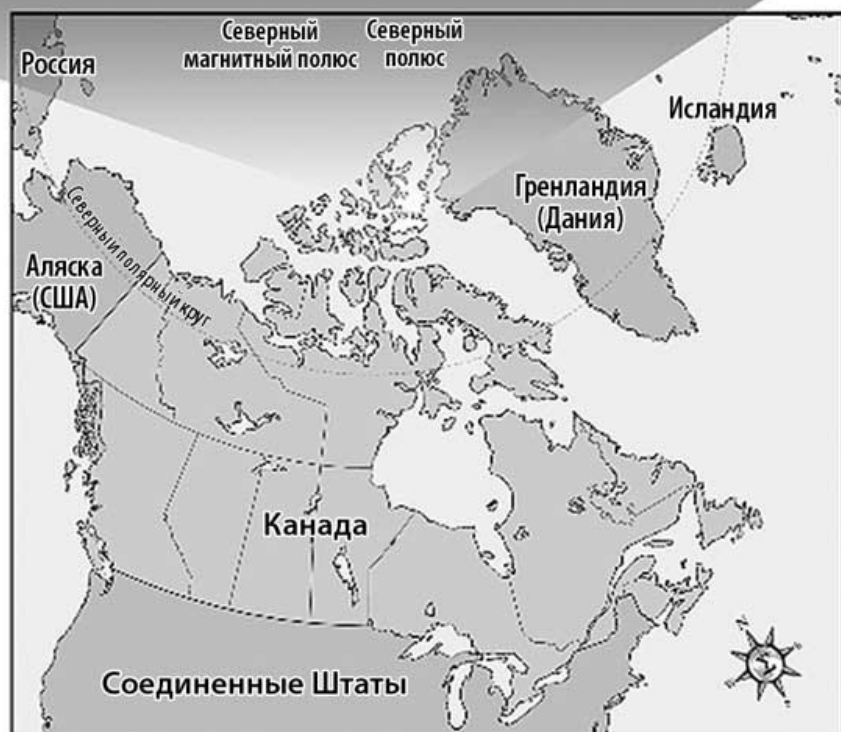 Северный
магнитный полюс
Северный
полюс
Россия
Исландия
Гренландия
(Дания)
Северный полярный круг
Аляска
(США)
Канада
Соединенные Штаты